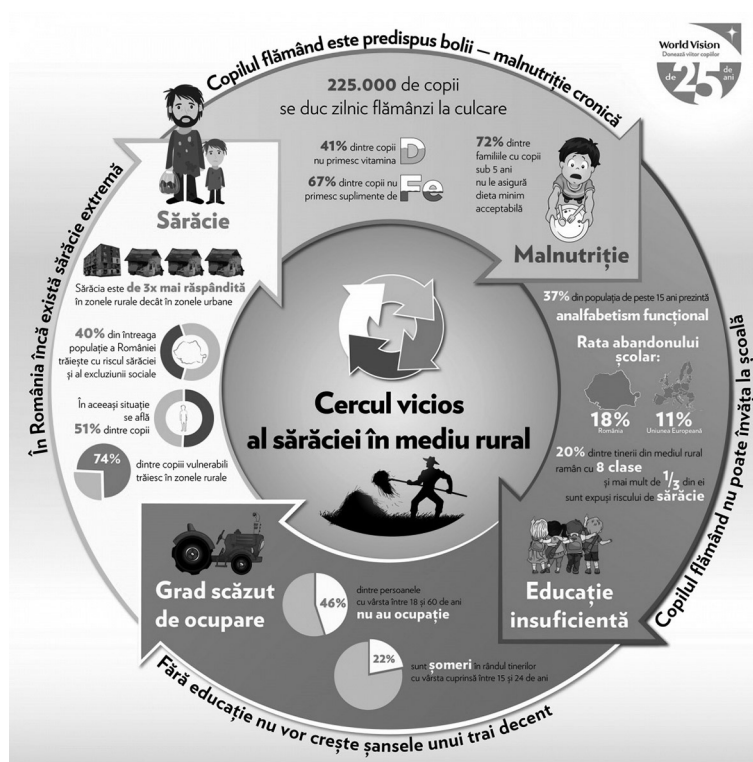 World Vision
Donează viitor copiilor
de 25 de ani
Copilul flămând este predispus bolii – malnutriție cronică
225.000 de copii
se duc zilnic flămânzi la culcare
41% dintre copii
nu primesc vitamina D
67% dintre copii nu
primesc suplimente de Fe
72% dintre
familiile cu copii
sub 5 ani
nu le asigură
dieta minim
acceptabilă
Malnutriție
Copilul flămând nu poate învăța la școală
37% din populația de peste 15 ani prezintă
analfabetism funcțional
Rata abandonului
școlar:
18%
România
11%
Uniunea Europeană
20% dintre tinerii din mediul rural
ramân cu 8 clase
și mai mult de 1/3 din ei
sunt expuși riscului de sărăcie
Educație
insuficientă
Fără educație nu vor crește șansele unui trai decent
46%
dintre persoanele
cu vârsta între 18 și 60 de ani
nu au ocupație
22%
sunt șomeri în rândul tinerilor
cu vârsta cuprinsă între 15 și 24 de ani
Grad scăzut
de ocupare
În România încă există sărăcie extremă
Sărăcie
Sărăcia este de 3x mai răspândită
în zonele rurale decât în zonele urbane
40% din întreaga
populație a României
trăiește cu riscul sărăciei
și al excluziunii sociale
În aceeași situație
se află
51% dintre copii
74%
dintre copiii vulnerabili
trăiesc în zonele rurale
Cercul vicios
al sărăciei în mediu rural